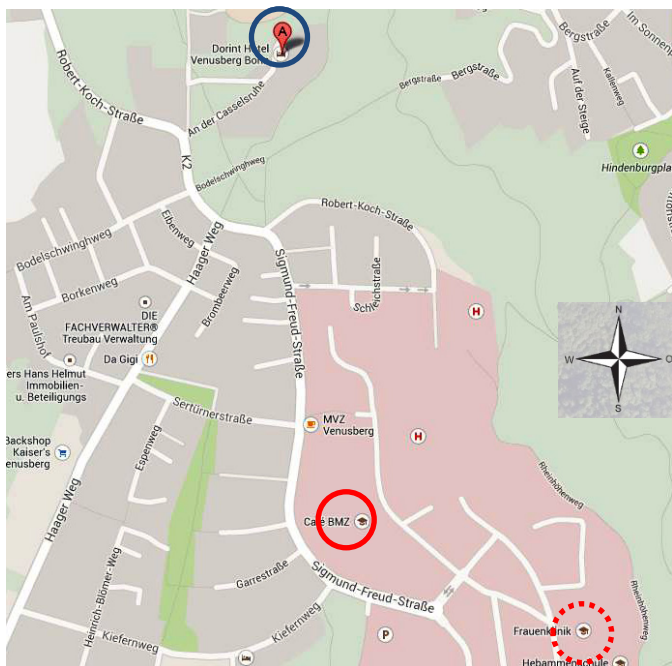 A
Dorint Hotel
Venusberg Bonn
Robert-Koch-Straße
An der Casselsruhe
K2
Bodelschwinghweg
Bergstraße
Bergstraße
Bergstraße
Im Sonnen
Kallenweg
Auf der Steige
Hindenburgpla
Robert-Koch-Straße
Bodelschwinghweg
Haager Weg
Elbenweg
Brombeerweg
Borkenweg
Am Paulshof
Sigmund-Freud-Straße
Schleichstraße
H
DIE
FACHVERWALTER®
Treubau Verwaltung
Da Gigi
ers Hans Helmut
Immobilien-
u. Beteiligungs
N
W
O
S
Sertürnerstraße
MVZ
Venusberg
H
Espenweg
Backshop
Kaiser's
enusberg
Haager Weg
Rheinhöhenweg
Café BMZ
Garrestraße
Sigmund-Freud-Straße
Heinrich-Blömer-Weg
Kiefernweg
Kiefernweg
P
Rheinhöhenweg
Frauenklinik
Hebammenschule